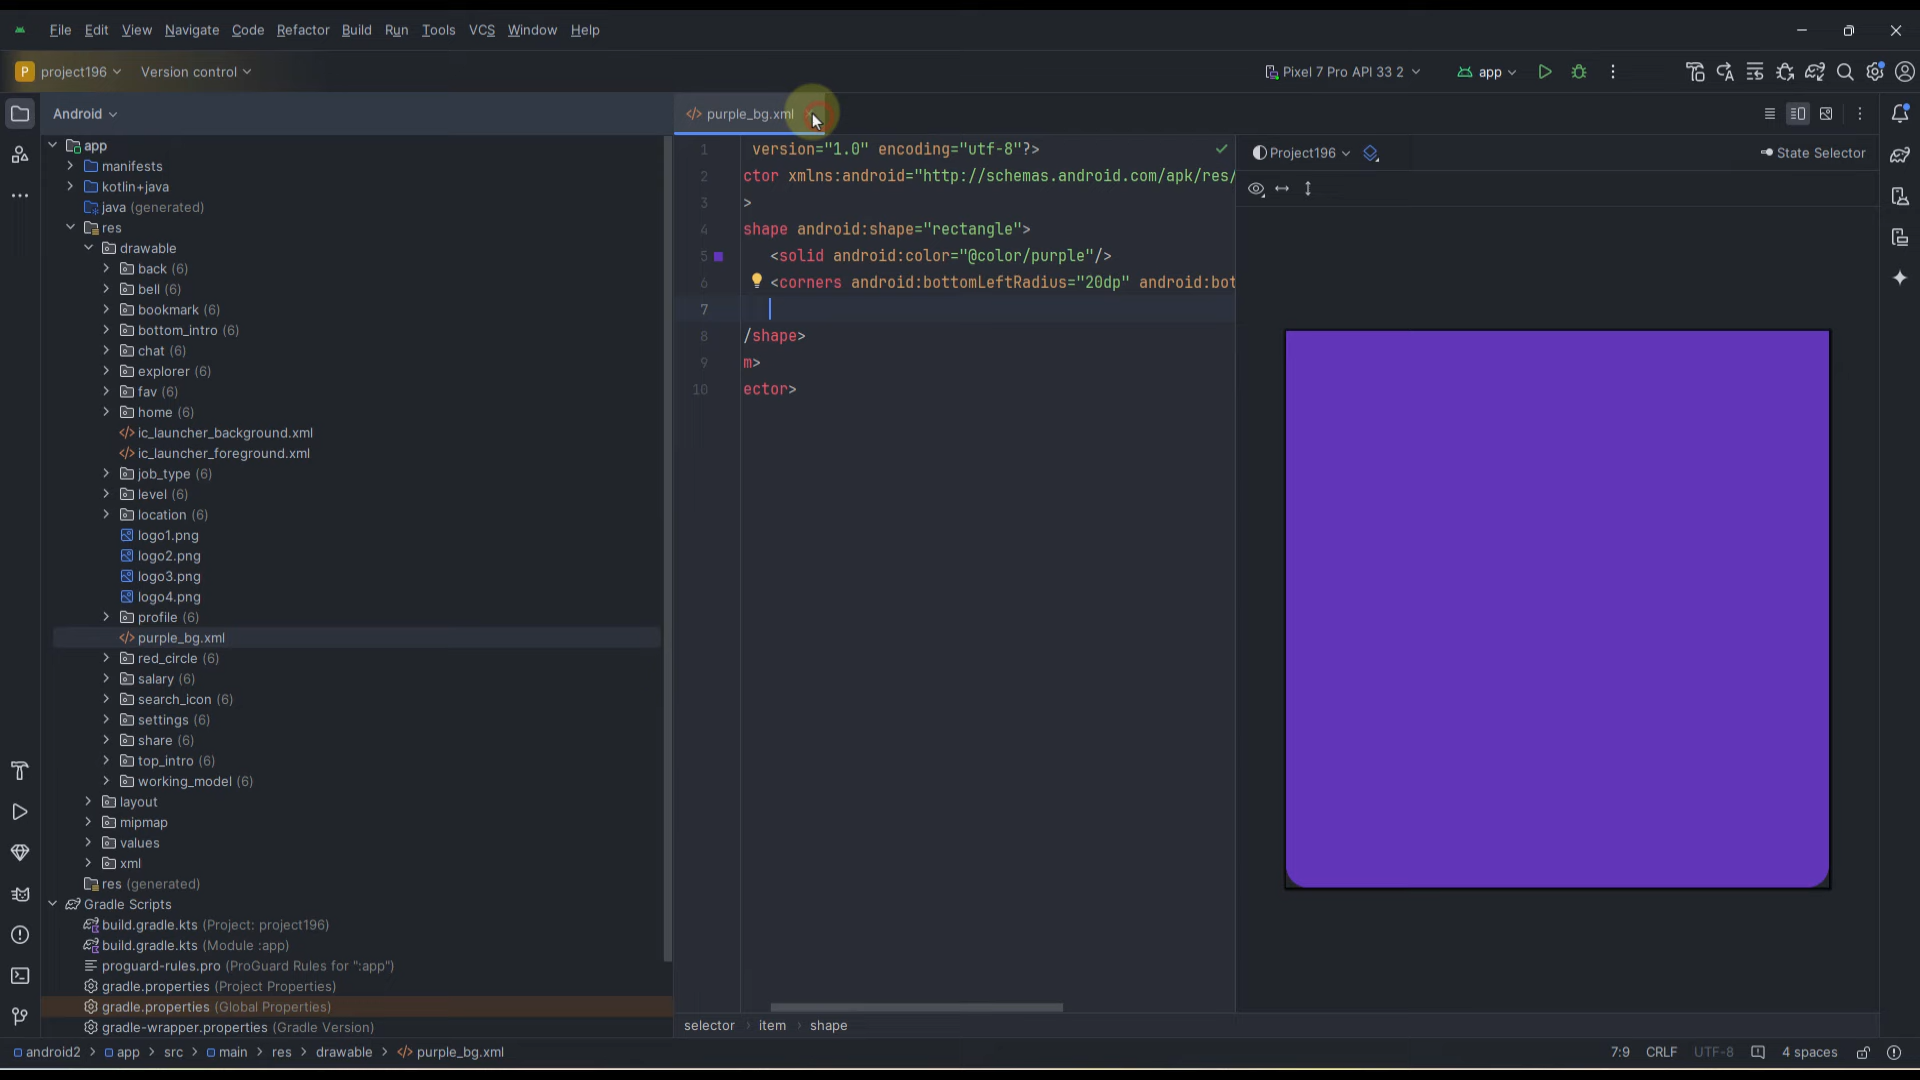 File Edit View Navigate Code Refactor Build Run Tools VCS Window Help
P project196 Version control Pixel 7 Pro API 33 2 app
Android purple_bg.xml
app
manifests
kotlin+java
java (generated)
res
drawable
back (6)
bell (6)
bookmark (6)
bottom_intro (6)
chat (6)
explorer (6)
fav (6)
home (6)
ic_launcher_background.xml
ic_launcher_foreground.xml
job_type (6)
level (6)
location (6)
logo1.png
logo2.png
logo3.png
logo4.png
profile (6)
purple_bg.xml
red_circle (6)
salary (6)
search_icon (6)
settings (6)
share (6)
top_intro (6)
working_model (6)
layout
mipmap
values
xml
res (generated)
Gradle Scripts
build.gradle.kts (Project: project196)
build.gradle.kts (Module :app)
proguard-rules.pro (ProGuard Rules for ":app")
gradle.properties (Project Properties)
gradle.properties (Global Properties)
gradle-wrapper.properties (Gradle Version)
1 version="1.0" encoding="utf-8"?>
2 ctor xmlns:android="http://schemas.android.com/apk/res/
3 >
4 shape android:shape="rectangle">
5 <solid android:color="@color/purple"/>
6 <corners android:bottomLeftRadius="20dp" android:bot
7
8 /shape>
9 m>
10 ector>
Project196 State Selector
selector item shape
android2 > app > src > main > res > drawable > purple_bg.xml 7:9 CRLF UTF-8 4 spaces